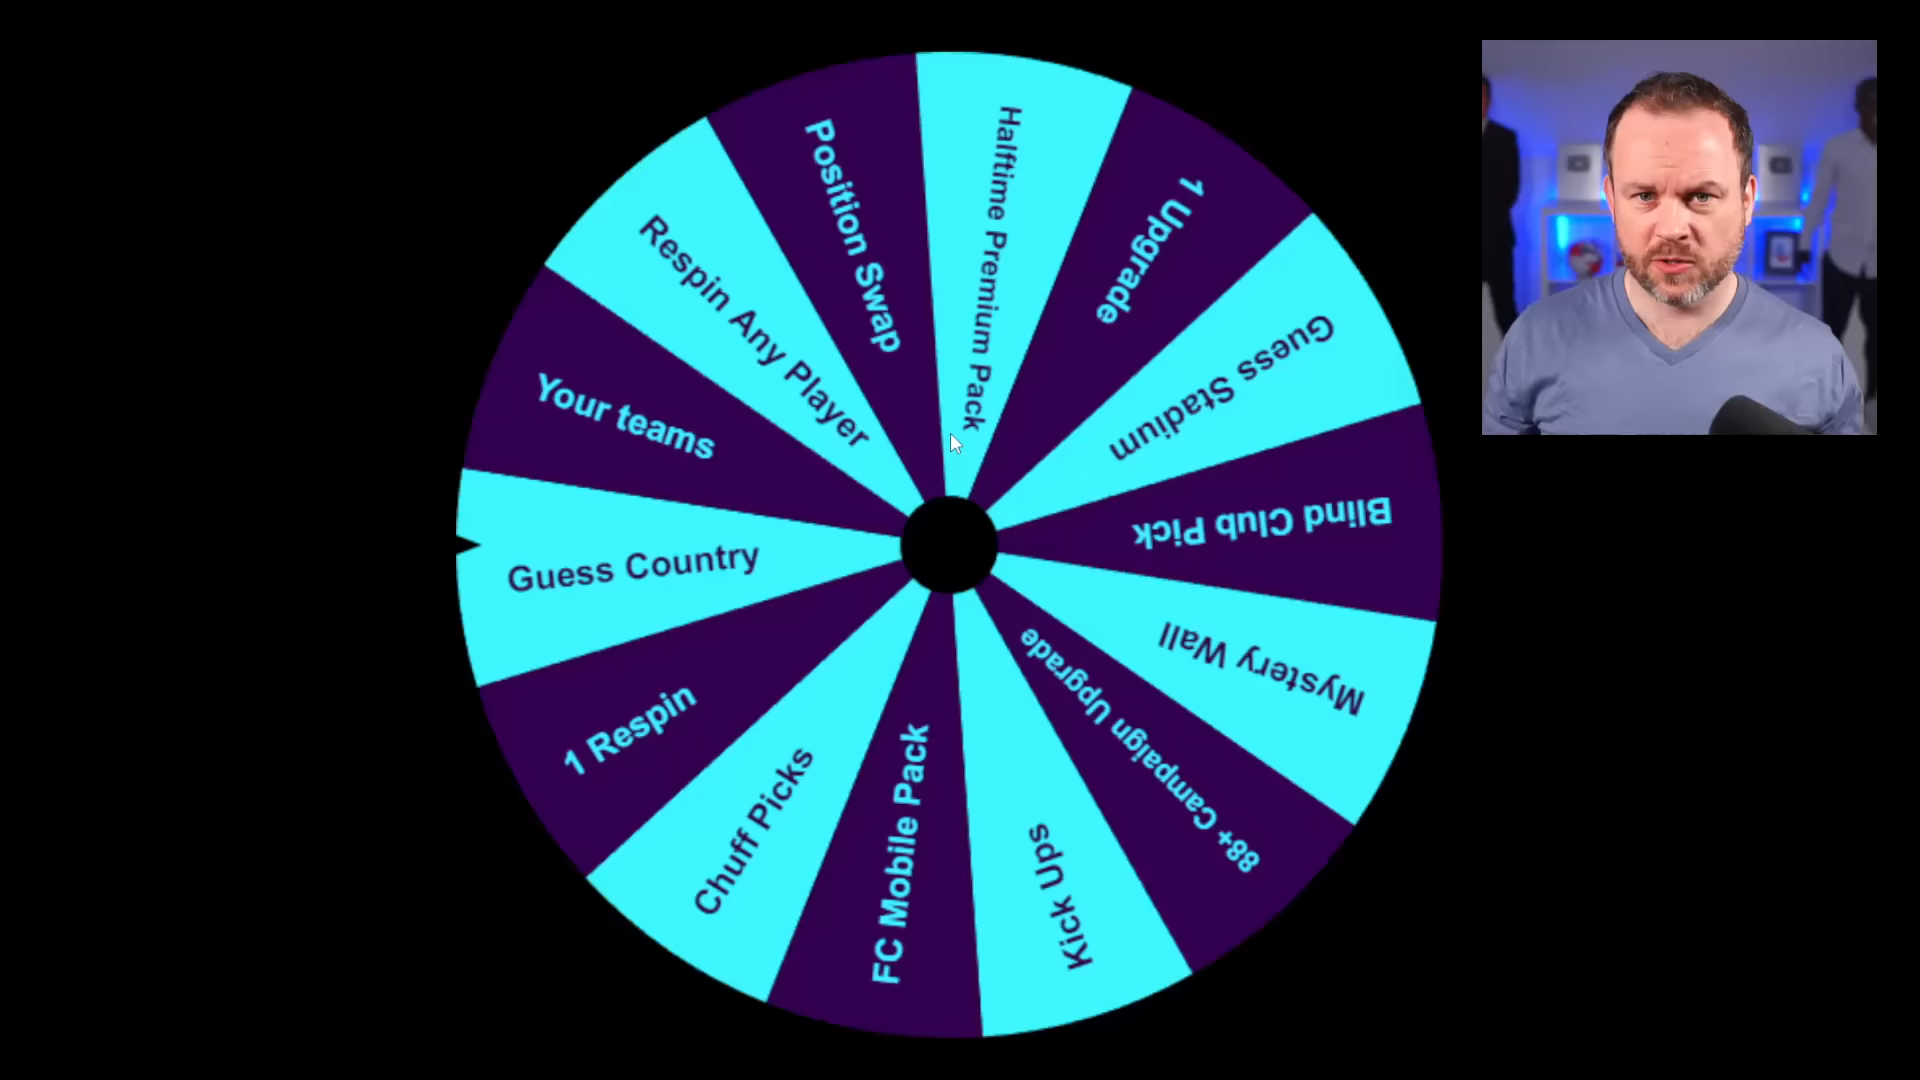 Halftime Premium Pack
1 Upgrade
Guess Stadium
Blind Club Pick
Mystery Wall
88+ Campaign Upgrade
Kick Ups
FC Mobile Pack
Chuff Picks
1 Respin
Guess Country
Your teams
Respin Any Player
Position Swap